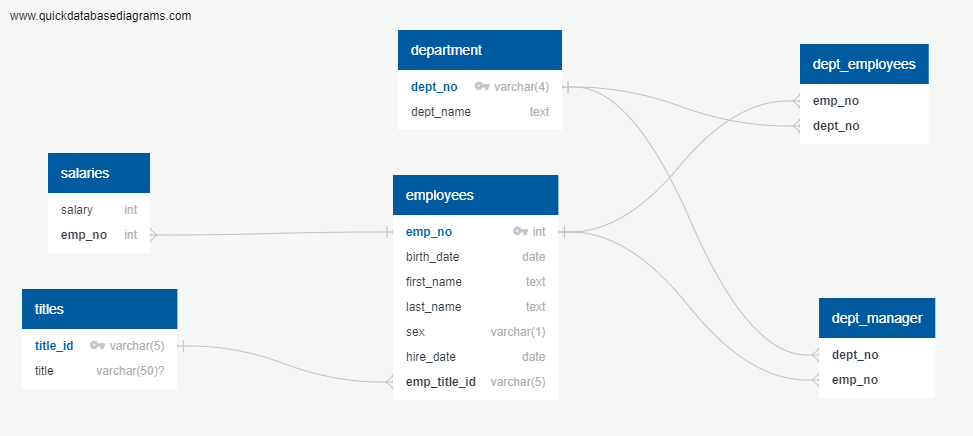 www.quickdatabasediagrams.com
department
dept_no varchar(4)
dept_name text
dept_employees
emp_no
dept_no
salaries
salary int
emp_no int
employees
emp_no int
birth_date date
first_name text
last_name text
sex varchar(1)
hire_date date
emp_title_id varchar(5)
titles
title_id varchar(5)
title varchar(50)?
dept_manager
dept_no
emp_no